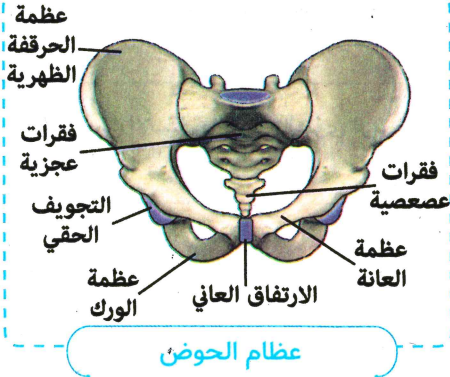 عظمة
الحرقفة
الظهرية
فقرات
عجزية
فقرات
عصعصية
التجويف
الحقي
عظمة
العانة
عظمة
الورك
الارتفاق العاني
عظام الحوض